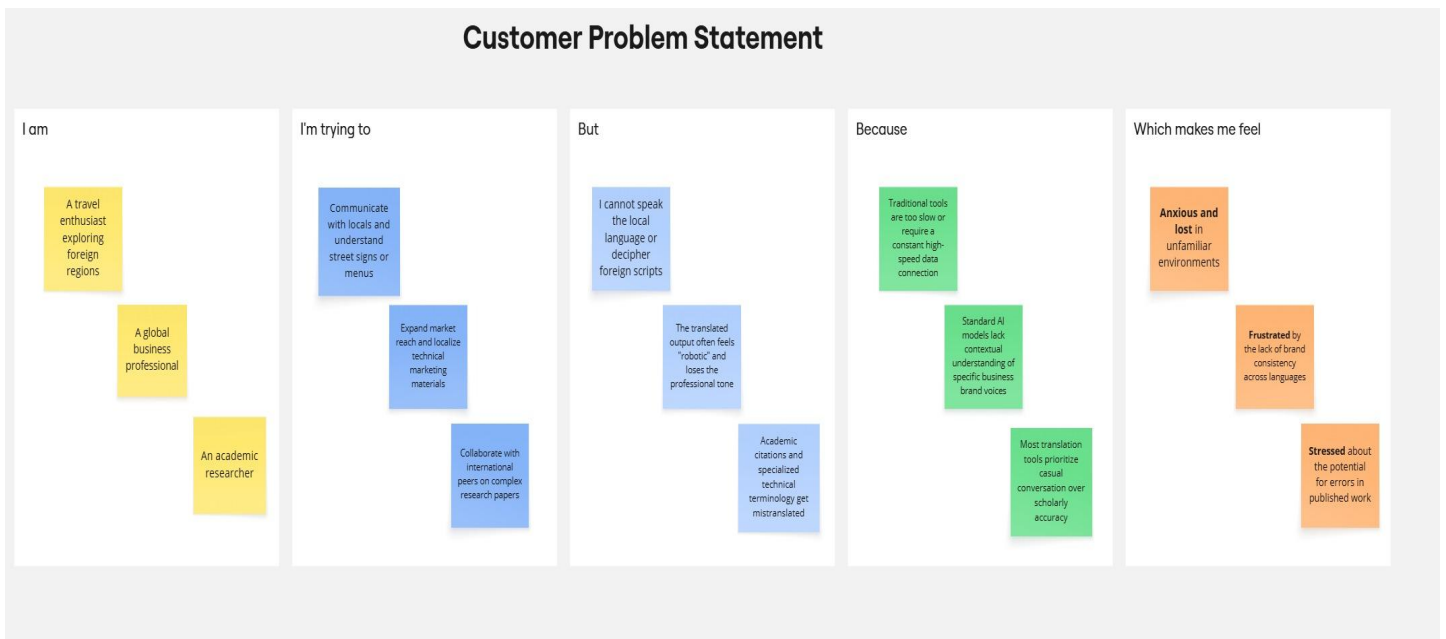 Customer Problem Statement
I am
A travel
enthusiast
exploring
foreign
regions
A global
business
professional
An academic
researcher
I'm trying to
Communicate
with locals and
understand
street signs or
menus
Expand market
reach and localize
technical
marketing
materials
Collaborate with
international
peers on complex
research papers
But
I cannot speak
the local
language or
decipher
foreign scripts
The translated
output often feels
"robotic" and
loses the
professional tone
Academic
citations and
specialized
technical
terminology get
mistranslated
Because
Traditional tools
are too slow or
require a
constant high-
speed data
connection
Standard AI
models lack
contextual
understanding of
specific business
brand voices
Most translation
tools prioritize
casual
conversation over
scholarly
accuracy
Which makes me feel
Anxious and
lost in
unfamiliar
environments
Frustrated by
the lack of brand
consistency
across languages
Stressed about
the potential
for errors in
published work